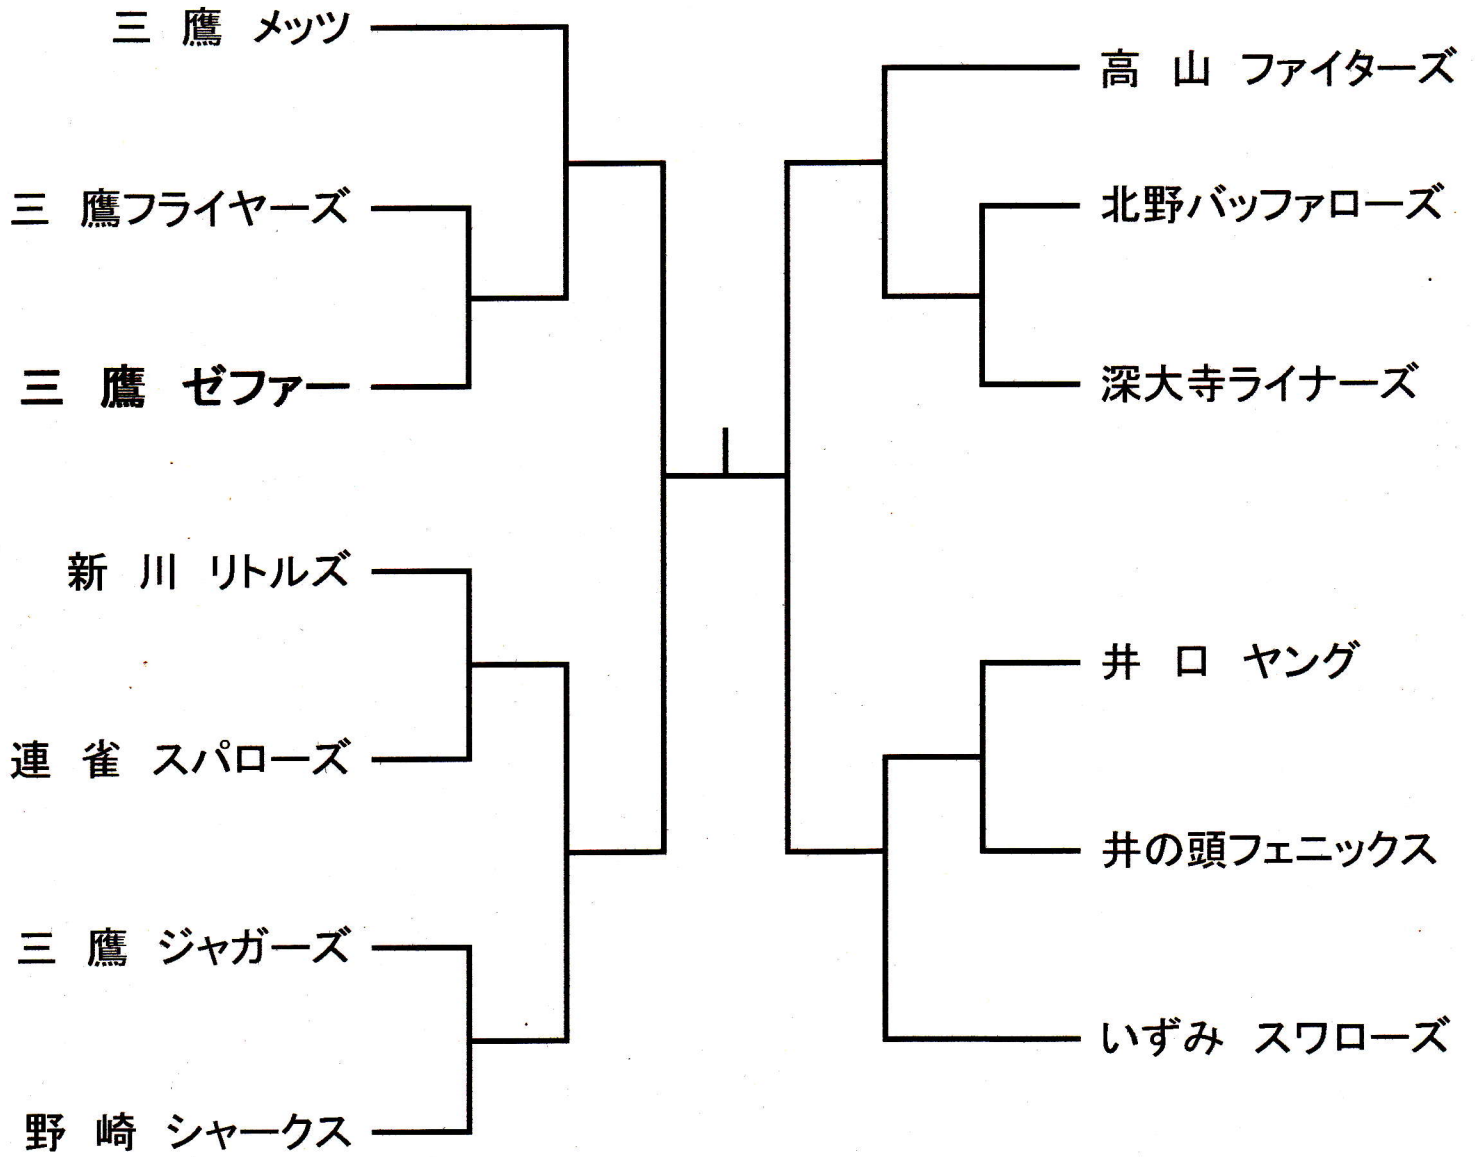 三 鷹 メッツ
三 鷹フライヤーズ
三 鷹 ゼファー
新 川 リトルズ
連 雀 スパローズ
三 鷹 ジャガーズ
野 崎 シャークス
高 山 ファイターズ
北野バッファローズ
深大寺ライナーズ
井 口 ヤング
井の頭フェニックス
いずみ スワローズ